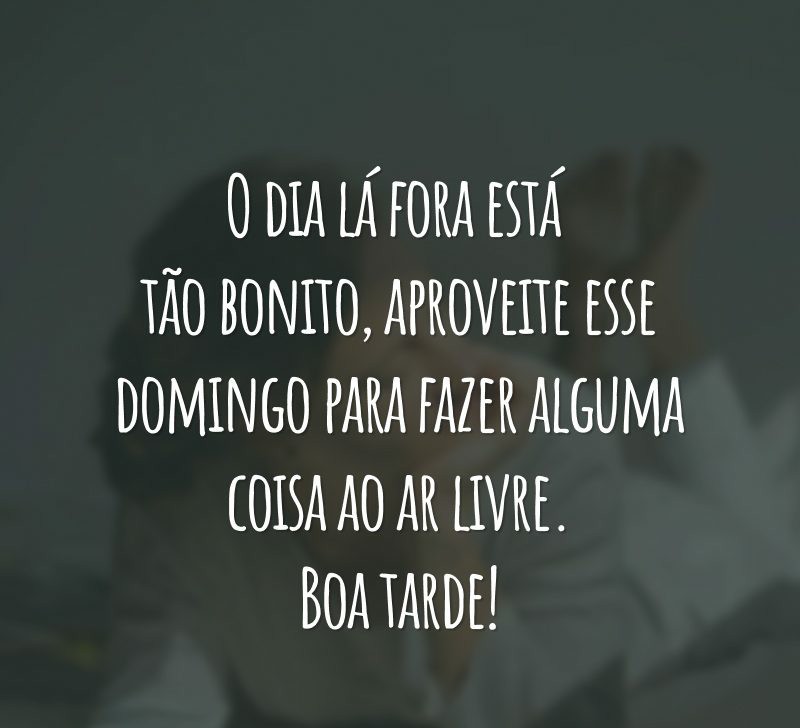 O dia lá fora está
tão bonito, aproveite esse
domingo para fazer alguma
coisa ao ar livre.
Boa tarde!